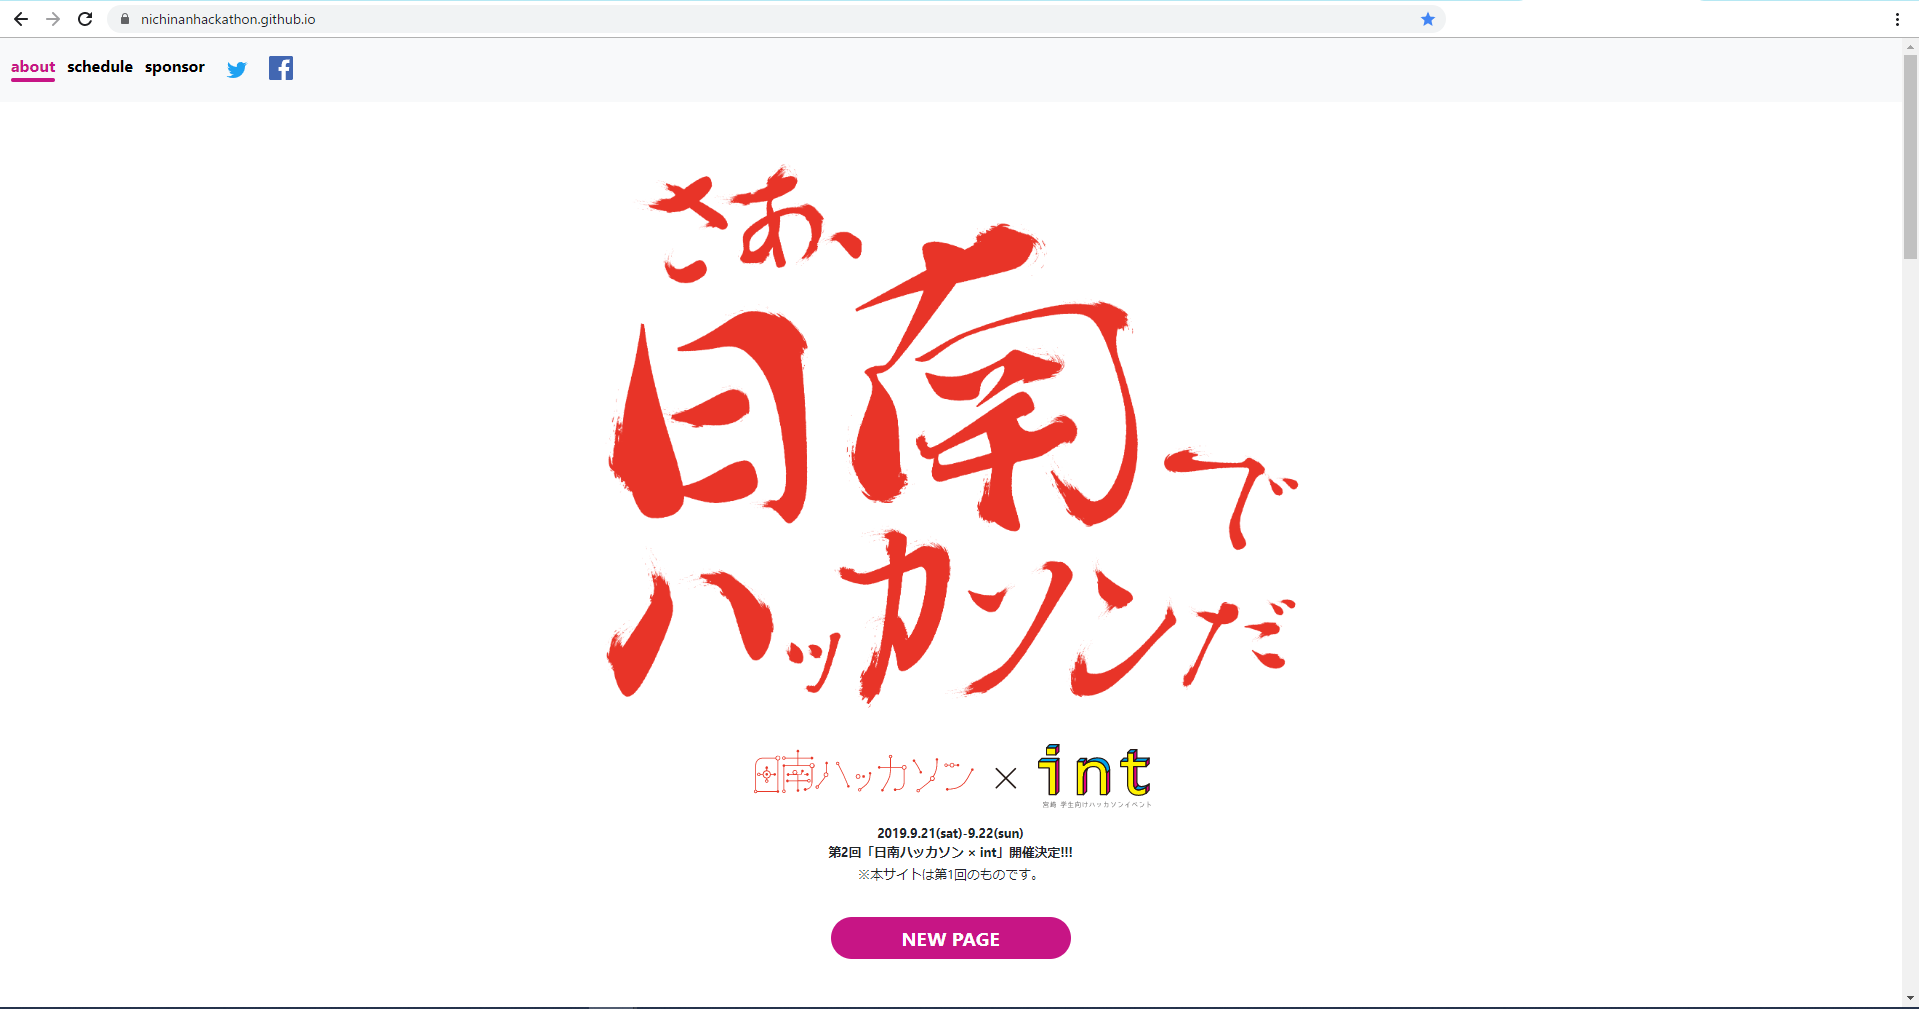 nichinanhackathon.github.io
about schedule sponsor
さあ、
日南で
ハッカソンだ
日南ハッカソン × int
宮崎 学生向けハッカソンイベント
2019.9.21(sat)-9.22(sun)
第2回「日南ハッカソン × int」開催決定!!!
※本サイトは第1回のものです。
NEW PAGE